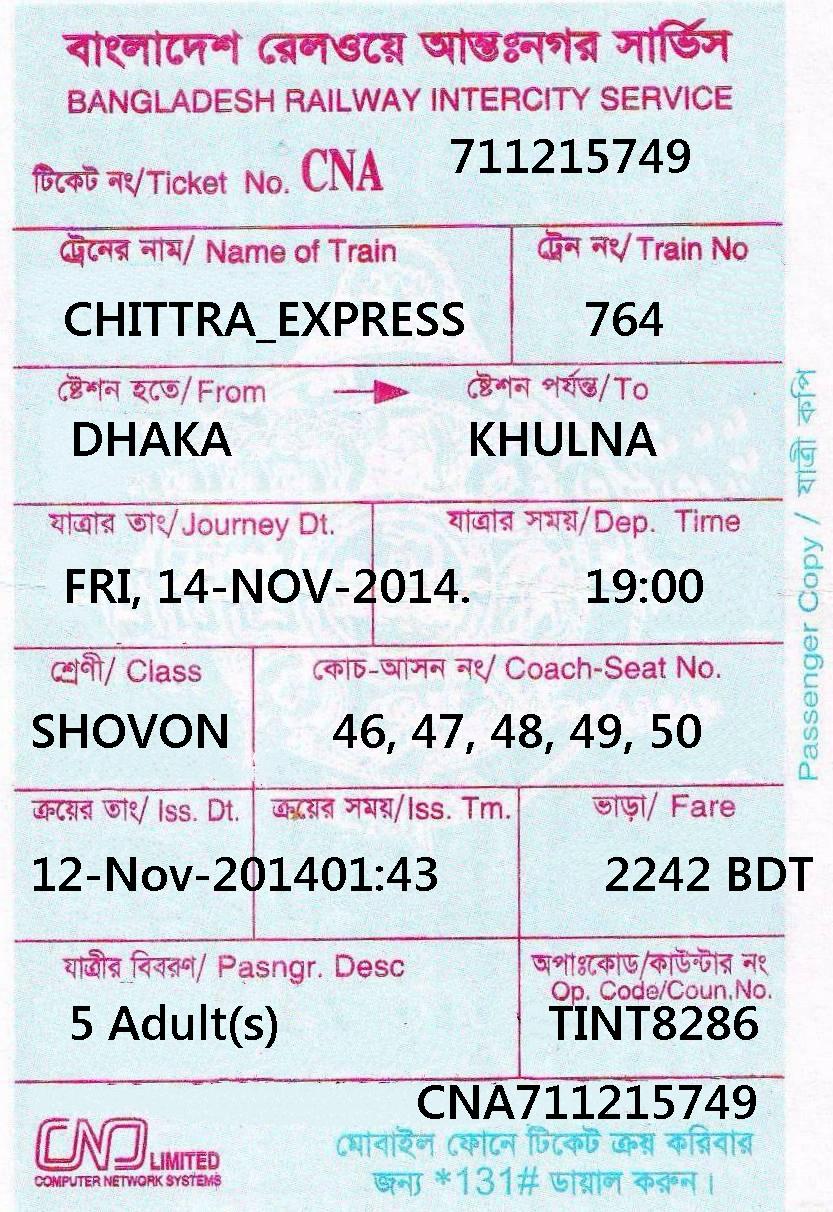 বাংলাদেশ রেলওয়ে আন্তঃনগর সার্ভিস
BANGLADESH RAILWAY INTERCITY SERVICE
টিকেট নং/Ticket No. CNA 711215749
ট্রেনের নাম/ Name of Train ট্রেন নং/Train No
CHITTRA_EXPRESS 764
ষ্টেশন হতে/From ষ্টেশন পর্যন্ত/To
DHAKA KHULNA
যাত্রার তাং/Journey Dt. যাত্রার সময়/Dep. Time
FRI, 14-NOV-2014. 19:00
শ্রেণী/ Class কোচ-আসন নং/ Coach-Seat No.
SHOVON 46, 47, 48, 49, 50
ক্রয়ের তাং/ Iss. Dt. ক্রয়ের সময়/Iss. Tm. ভাড়া/ Fare
12-Nov-201401:43 2242 BDT
যাত্রীর বিবরণ/ Pasngr. Desc অপাঃকোড/কাউন্টার নং
Op. Code/Coun.No.
5 Adult(s) TINT8286
CNA711215749
CNS LIMITED
COMPUTER NETWORK SYSTEMS
মোবাইল ফোনে টিকেট ক্রয় করিবার
জন্য *131# ডায়াল করুন।
Passenger Copy / যাত্রী কপি